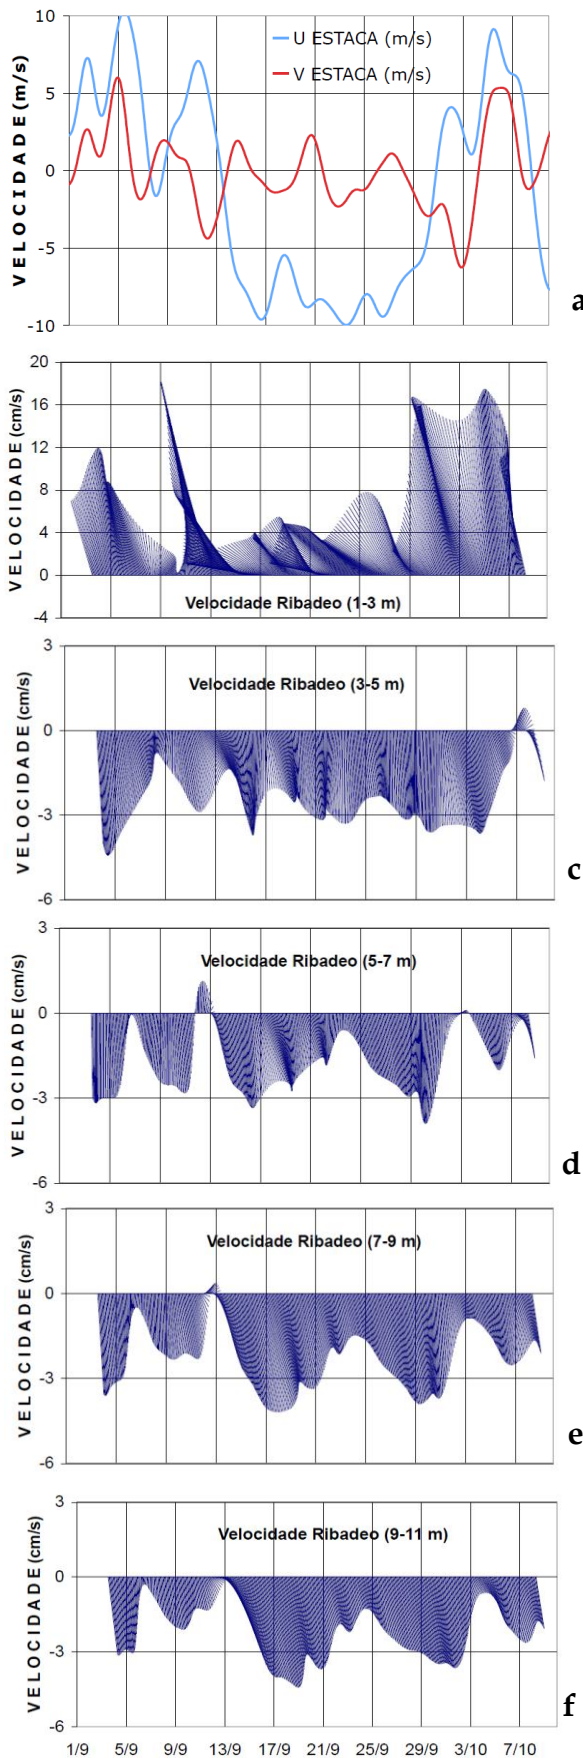 10
5
0
-5
-10
VELOCIDADE (m/s)
U ESTACA (m/s)
V ESTACA (m/s)
a
20
16
12
8
4
0
-4
VELOCIDADE (cm/s)
Velocidade Ribadeo (1-3 m)
3
0
-3
-6
VELOCIDADE (cm/s)
Velocidade Ribadeo (3-5 m)
c
3
0
-3
-6
VELOCIDADE (cm/s)
Velocidade Ribadeo (5-7 m)
d
3
0
-3
-6
VELOCIDADE (cm/s)
Velocidade Ribadeo (7-9 m)
e
3
0
-3
-6
VELOCIDADE (cm/s)
Velocidade Ribadeo (9-11 m)
f
1/9 5/9 9/9 13/9 17/9 21/9 25/9 29/9 3/10 7/10